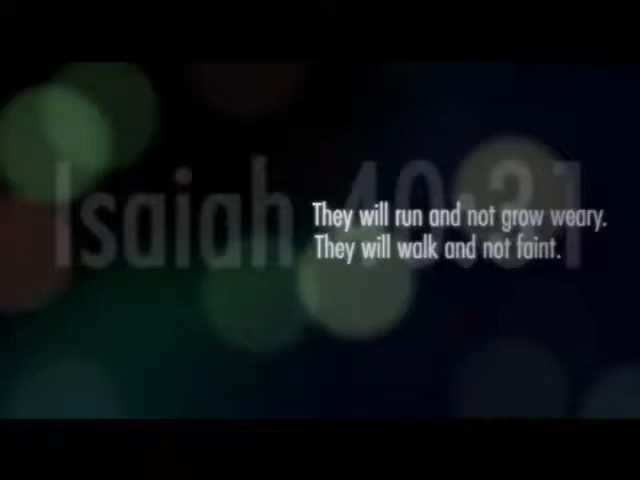 Isaiah 40:31
They will run and not grow weary.
They will walk and not faint.